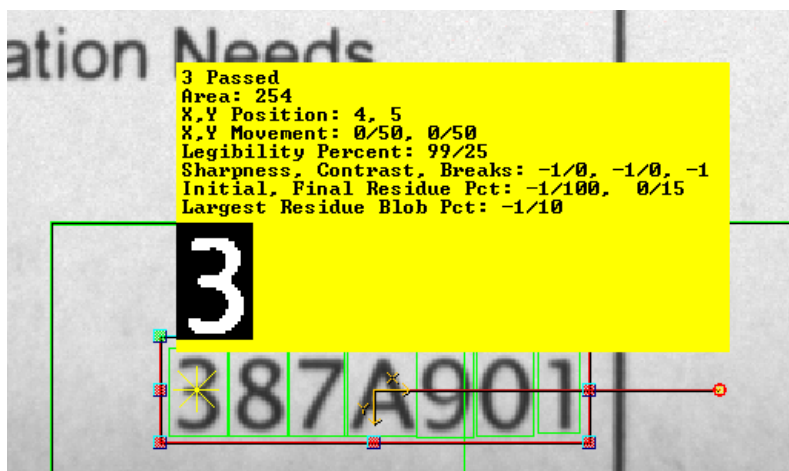 ation Needs
3 Passed
Area: 254
X,Y Position: 4, 5
X,Y Movement: 0/50, 0/50
Legibility Percent: 99/25
Sharpness, Contrast, Breaks: -1/0, -1/0, -1
Initial, Final Residue Pct: -1/100,  0/15
Largest Residue Blob Pct: -1/10
3
387A901
X
Y